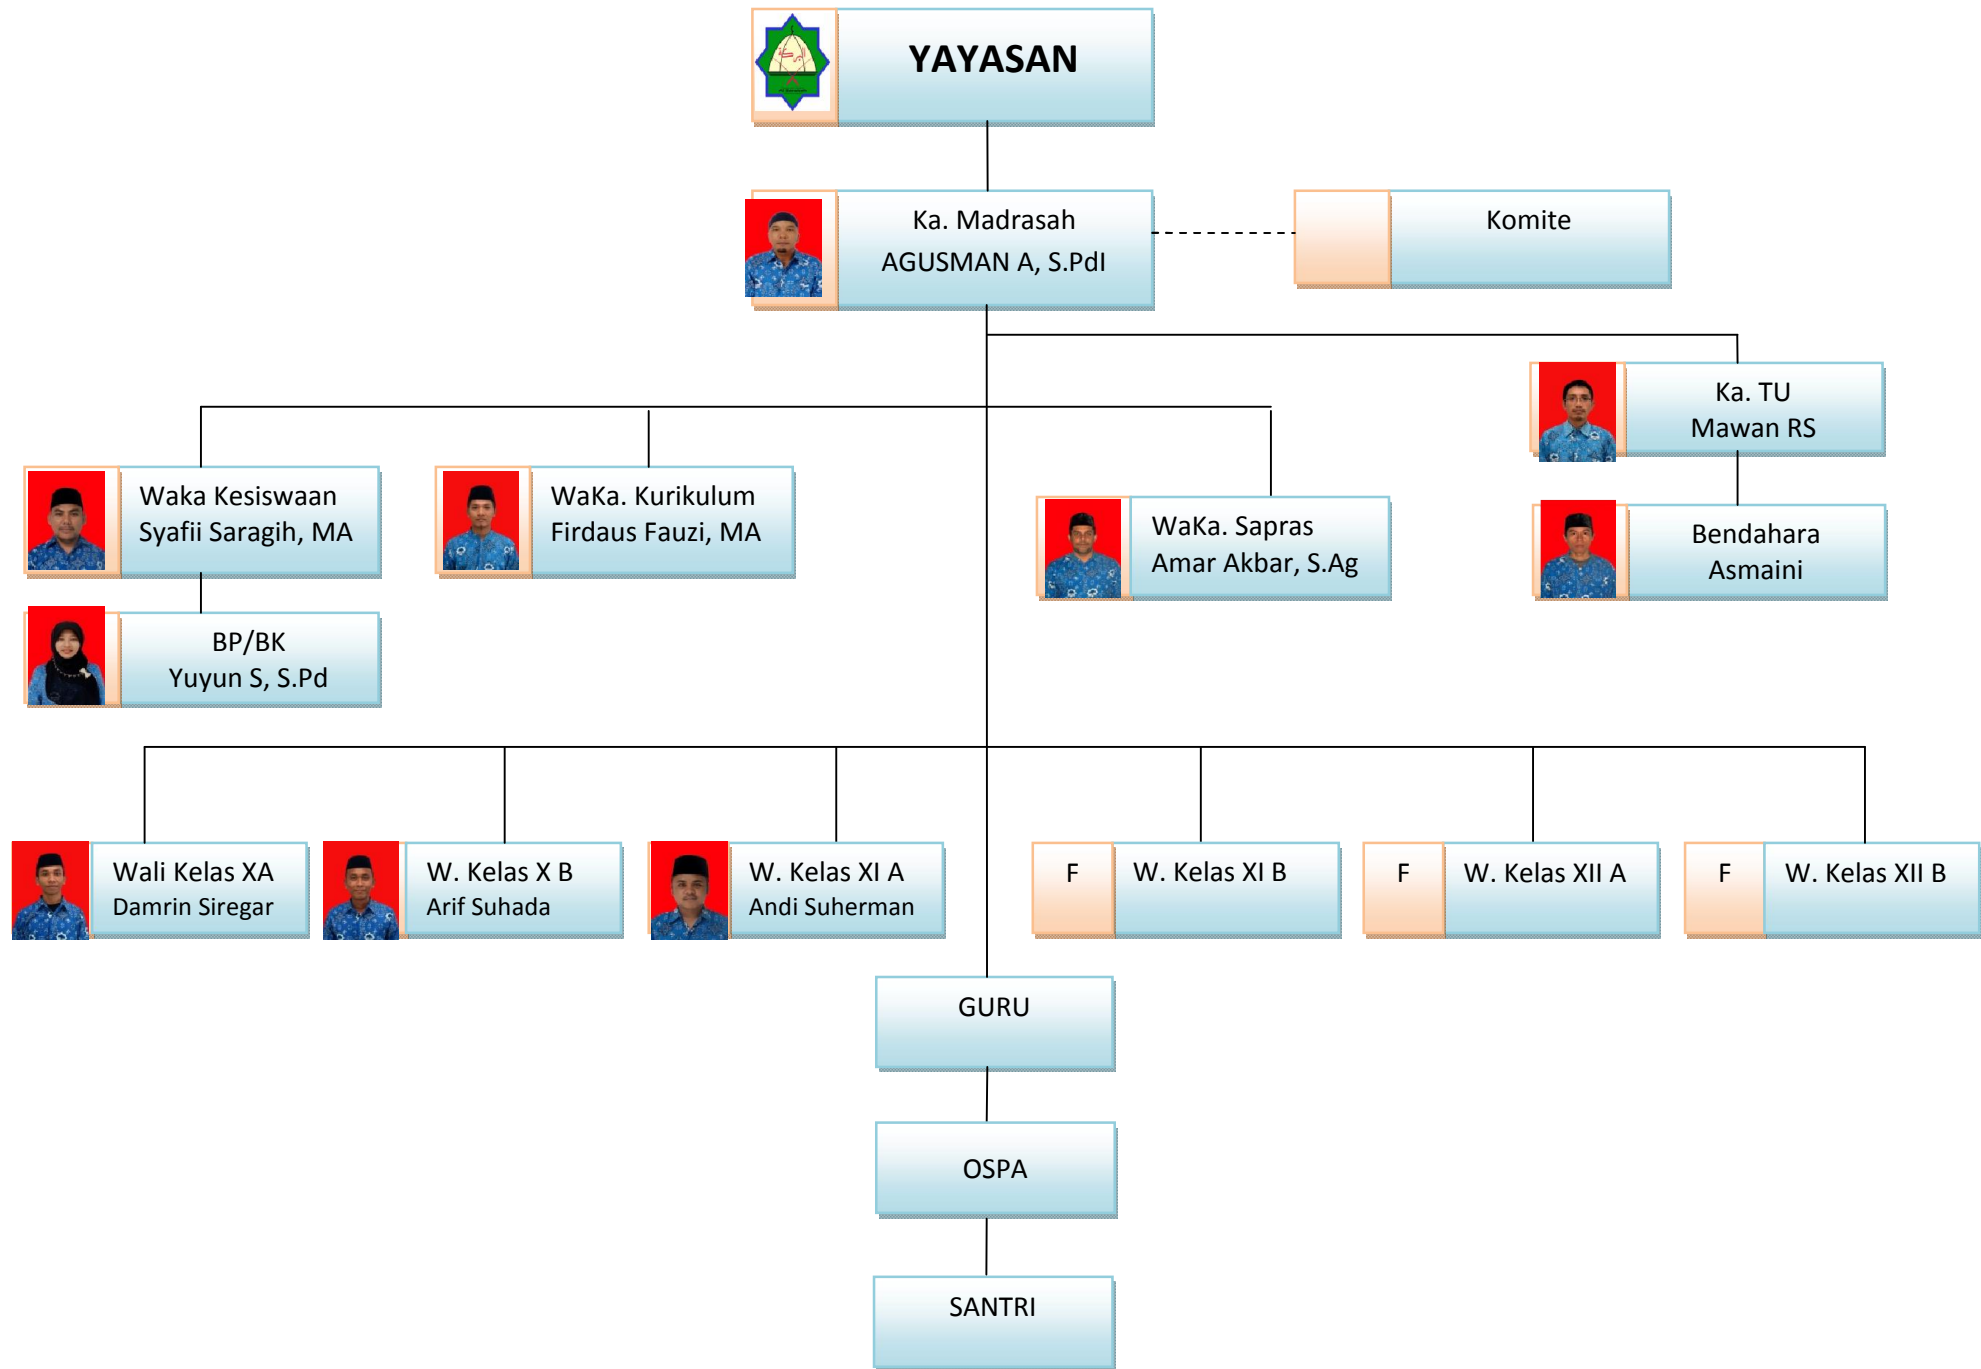 YAYASAN
Ka. Madrasah
AGUSMAN A, S.PdI
Komite
Ka. TU
Mawan RS
Waka Kesiswaan
Syafii Saragih, MA
WaKa. Kurikulum
Firdaus Fauzi, MA
WaKa. Sapras
Amar Akbar, S.Ag
Bendahara
Asmaini
BP/BK
Yuyun S, S.Pd
Wali Kelas XA
Damrin Siregar
W. Kelas X B
Arif Suhada
W. Kelas XI A
Andi Suherman
F
W. Kelas XI B
F
W. Kelas XII A
F
W. Kelas XII B
GURU
OSPA
SANTRI